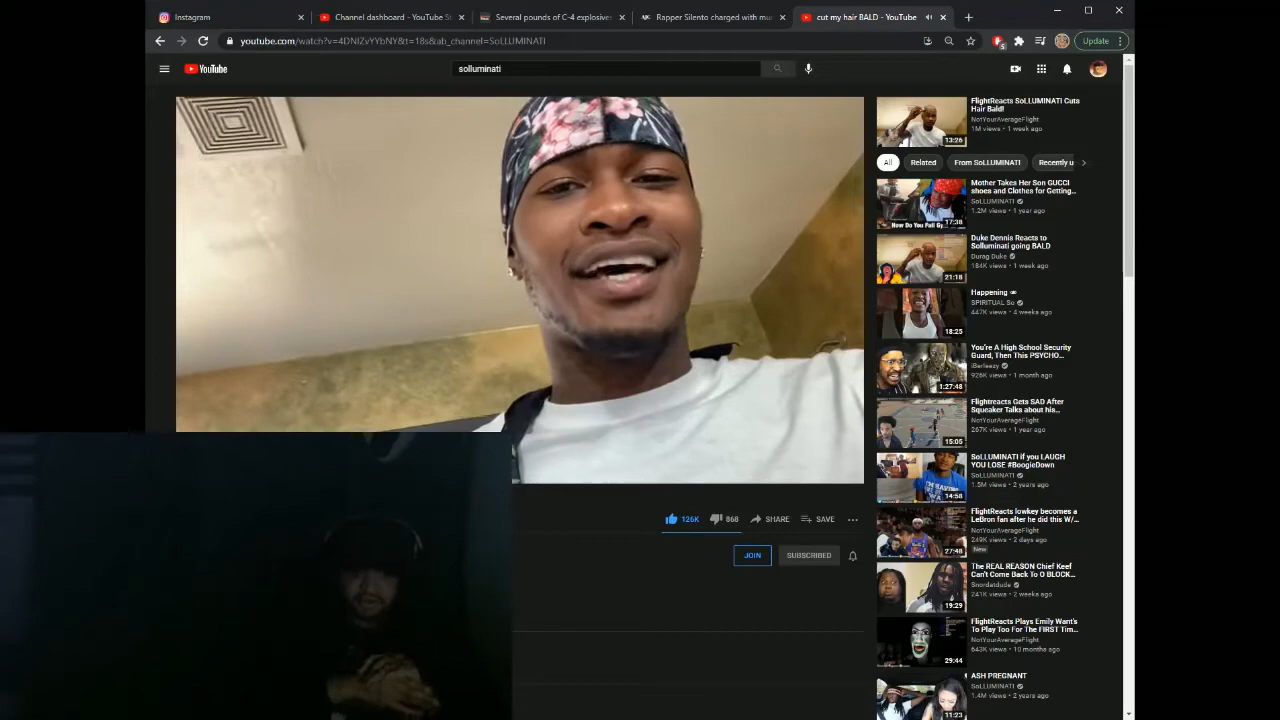 Instagram
Channel dashboard - YouTube St
Several pounds of C-4 explosives
Rapper Silento charged with mur
cut my hair BALD - YouTube
youtube.com/watch?v=4DNIZvYYbNY&t=18s&ab_channel=SoLLUMINATI
5
Update
YouTube
solluminati
FlightReacts SoLLUMINATI Cuts
Hair Bald!
NotYourAverageFlight
1M views • 1 week ago
13:26
All
Related
From SoLLUMINATI
Recently u
Mother Takes Her Son GUCCI
shoes and Clothes for Getting...
SoLLUMINATI
1.2M views • 1 year ago
How Do You Fail Gy
17:38
Duke Dennis Reacts to
Solluminati going BALD
Durag Duke
184K views • 1 week ago
21:18
Happening
SPIRITUAL So
447K views • 4 weeks ago
18:25
You're A High School Security
Guard, Then This PSYCHO...
iBerleezy
926K views • 1 month ago
1:27:48
Flightreacts Gets SAD After
Squeaker Talks about his...
NotYourAverageFlight
267K views • 1 year ago
15:05
SoLLUMINATI if you LAUGH
YOU LOSE #BoogieDown
SoLLUMINATI
1.5M views • 2 years ago
14:58
126K
868
SHARE
SAVE
FlightReacts lowkey becomes a
LeBron fan after he did this W/...
NotYourAverageFlight
249K views • 2 days ago
New
27:48
JOIN
SUBSCRIBED
The REAL REASON Chief Keef
Can't Come Back To O BLOCK...
Snordatdude
241K views • 2 weeks ago
19:29
FlightReacts Plays Emily Want's
To Play Too For The FIRST Tim...
NotYourAverageFlight
643K views • 10 months ago
29:44
ASH PREGNANT
SoLLUMINATI
1.4M views • 2 years ago
11:23